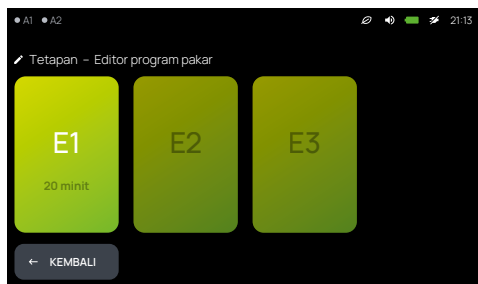 A1 A2 21:13
Tetapan – Editor program pakar
E1 E2 E3
20 minit
← KEMBALI